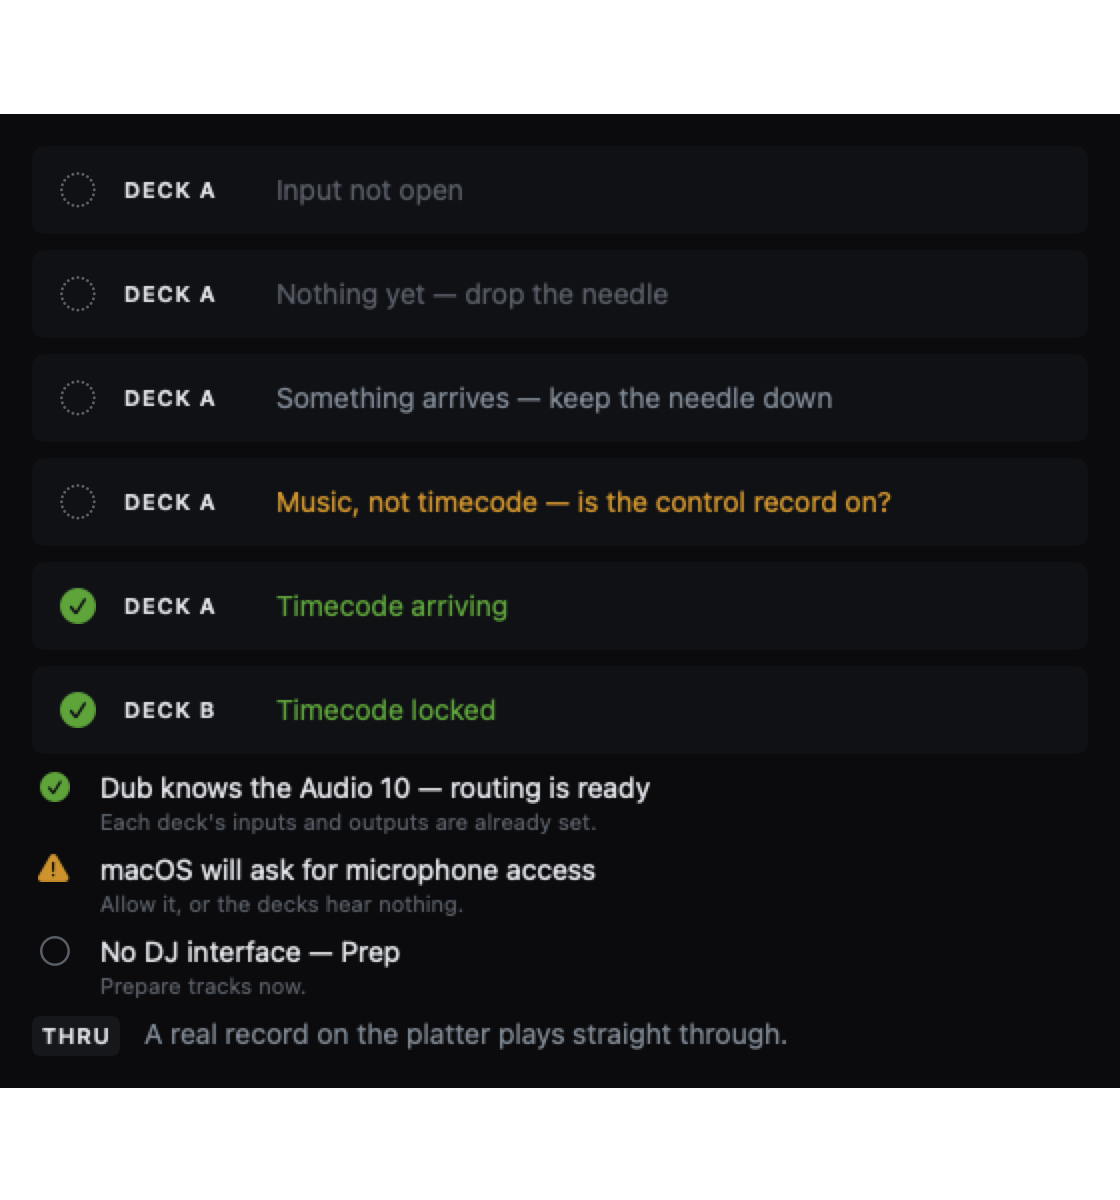 DECK A Input not open
DECK A Nothing yet — drop the needle
DECK A Something arrives — keep the needle down
DECK A Music, not timecode — is the control record on?
DECK A Timecode arriving
DECK B Timecode locked
Dub knows the Audio 10 — routing is ready
Each deck's inputs and outputs are already set.
macOS will ask for microphone access
Allow it, or the decks hear nothing.
No DJ interface — Prep
Prepare tracks now.
THRU A real record on the platter plays straight through.